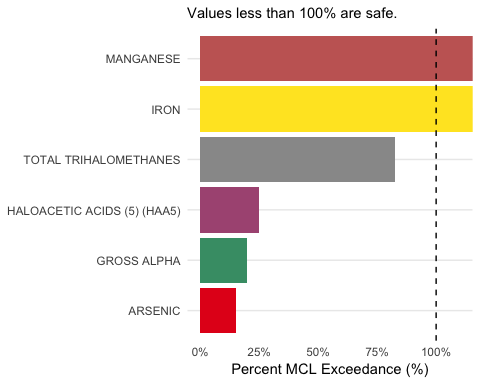 Values less than 100% are safe.
MANGANESE
IRON
TOTAL TRIHALOMETHANES
HALOACETIC ACIDS (5) (HAA5)
GROSS ALPHA
ARSENIC
0% 25% 50% 75% 100%
Percent MCL Exceedance (%)